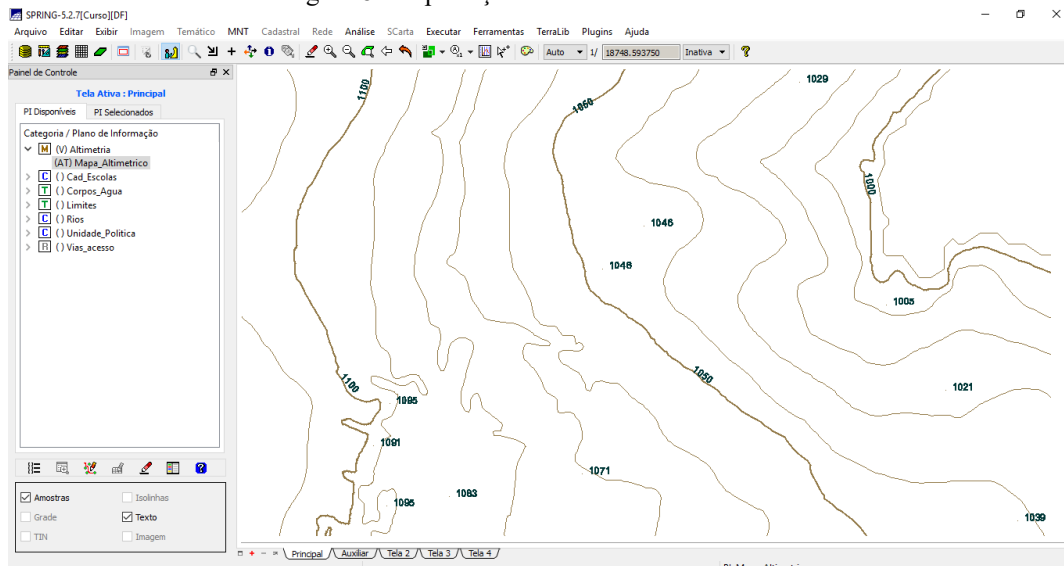 SPRING-5.2.7[Curso][DF]
Arquivo Editar Exibir Imagem Temático MNT Cadastral Rede Análise SCarta Executar Ferramentas TerraLib Plugins Ajuda
Auto 1/ 18748.593750 Inativa
Painel de Controle
Tela Ativa : Principal
PI Disponíveis PI Selecionados
Categoria / Plano de Informação
M (V) Altimetria
(AT) Mapa_Altimetrico
C ( ) Cad_Escolas
T ( ) Corpos_Agua
T ( ) Limites
C ( ) Rios
C ( ) Unidade_Politica
R ( ) Vias_acesso
Amostras Isolinhas
Grade Texto
TIN Imagem
1100
1050
1029
1000
1046
1046
1005
1100
1095
1050
1021
1091
1071
1083
1095
1039
Principal Auxiliar Tela 2 Tela 3 Tela 4